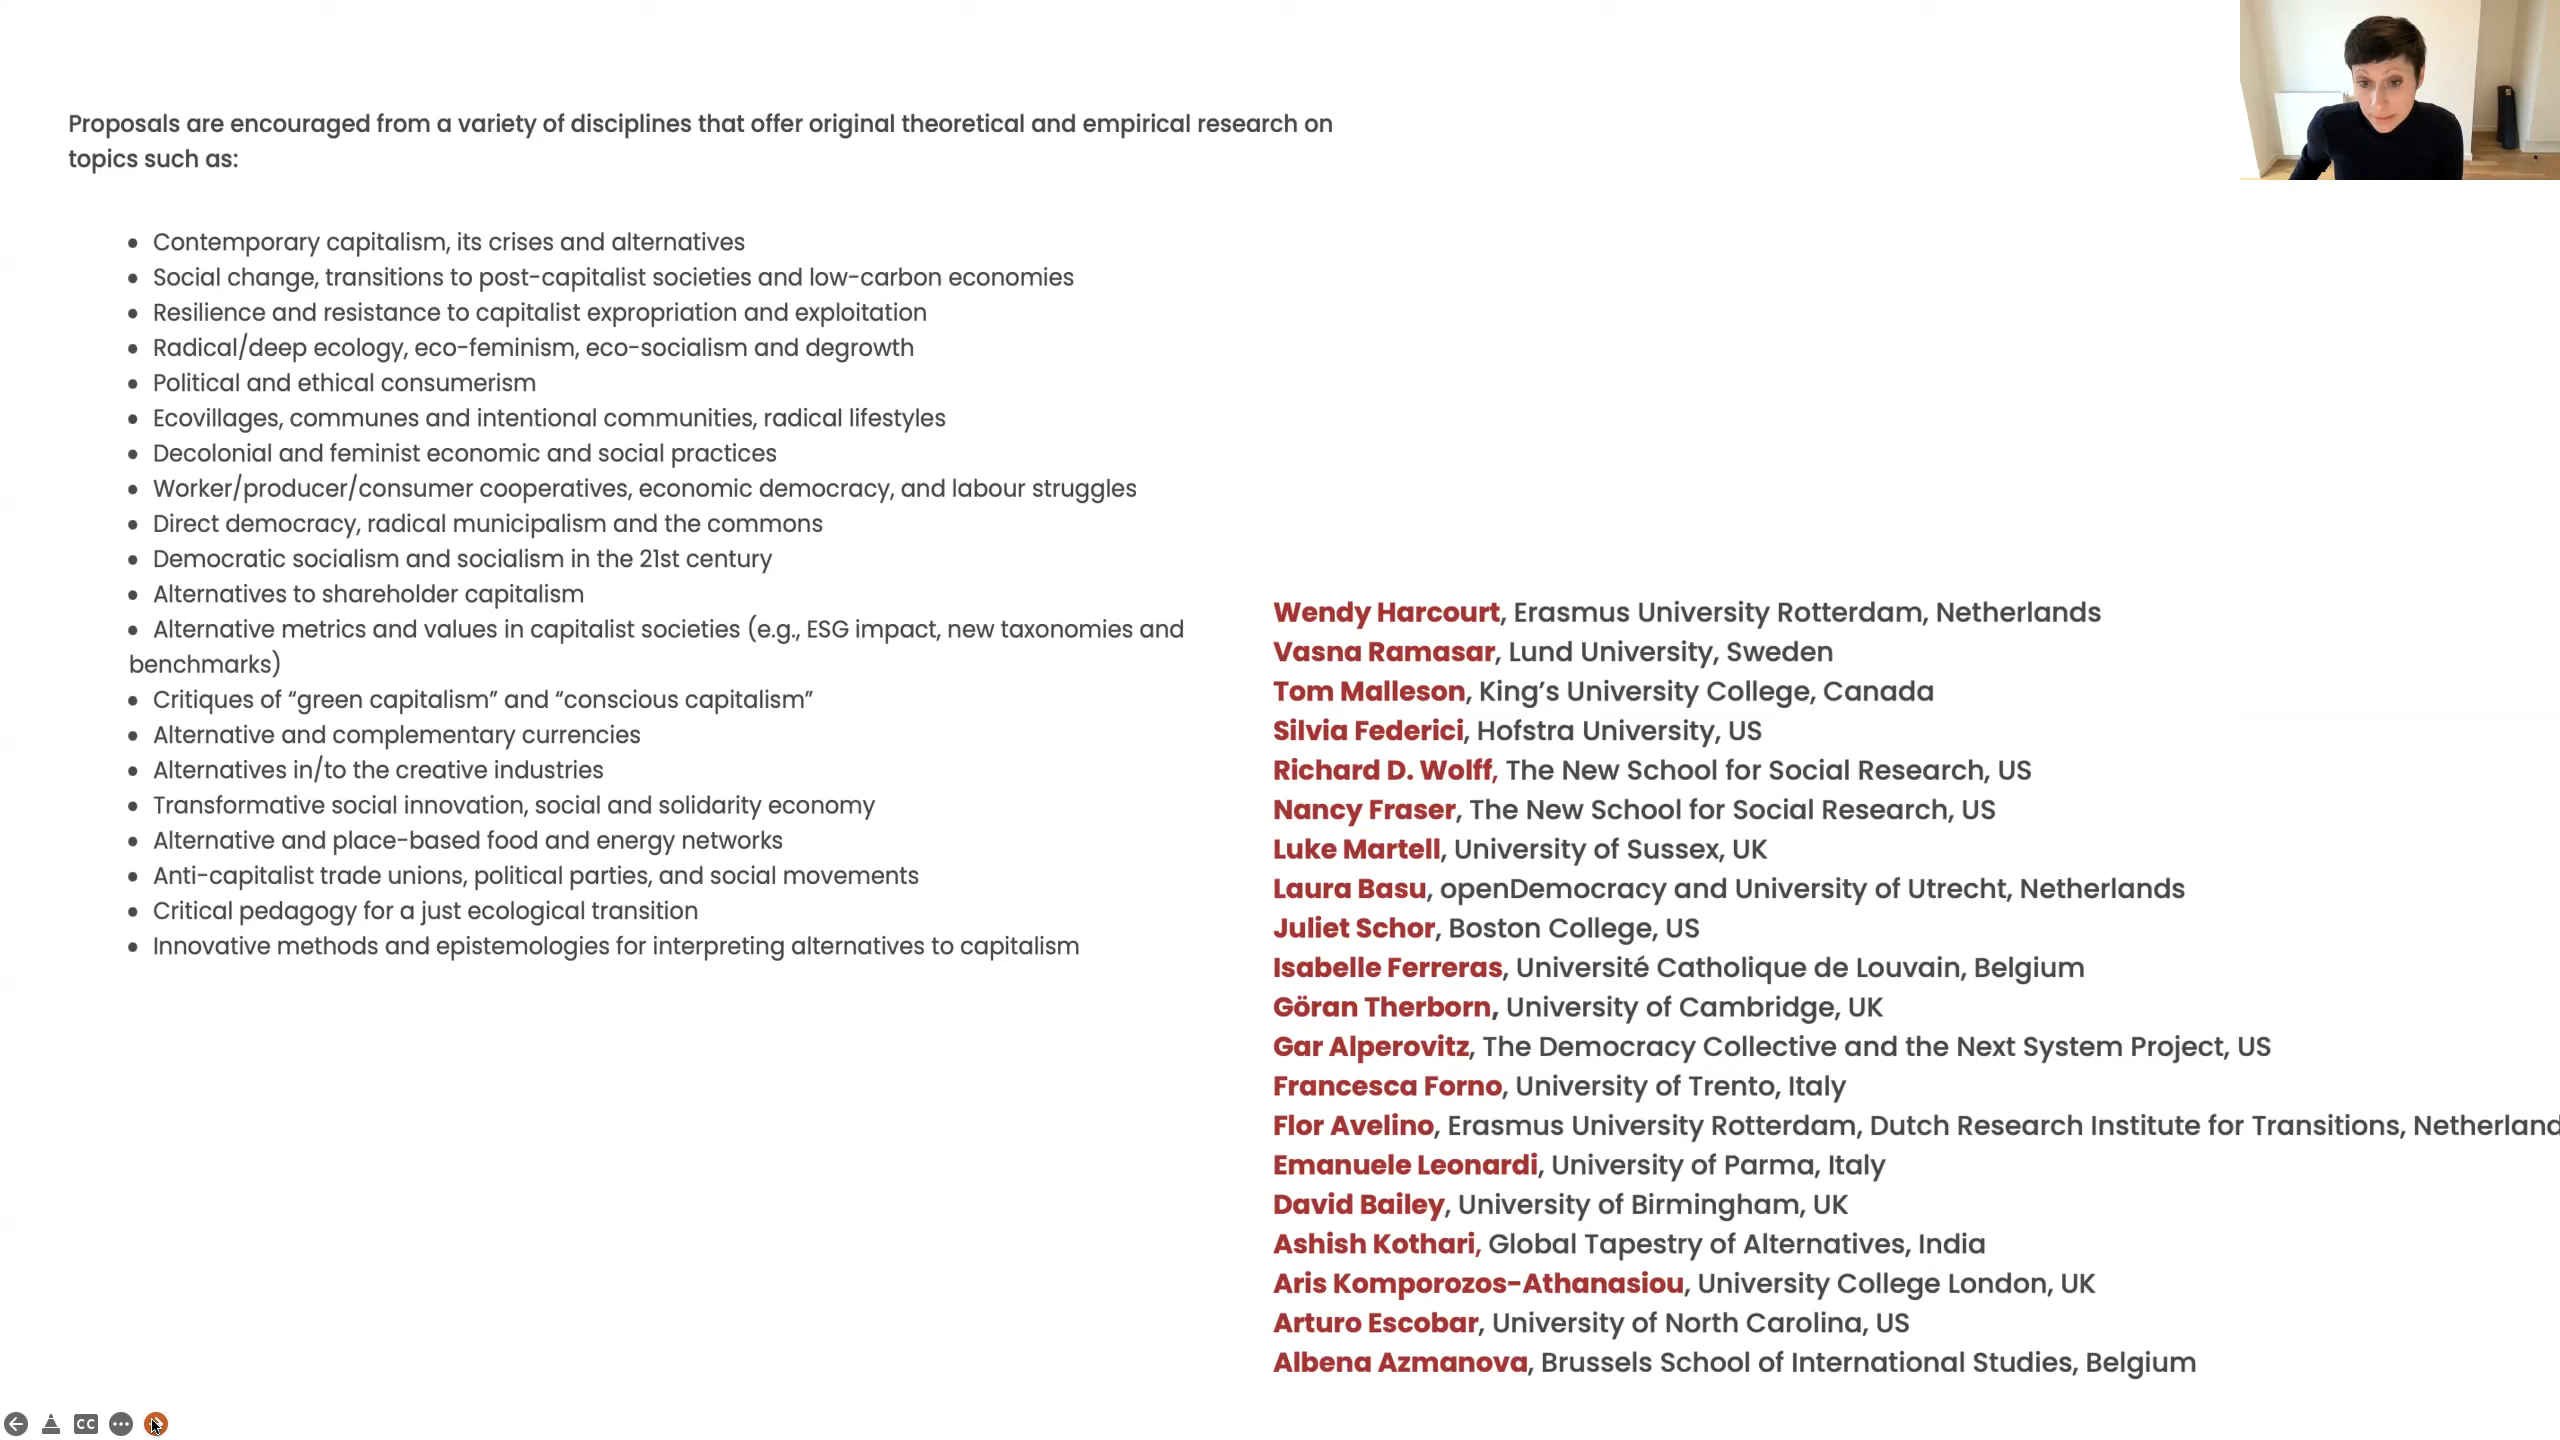 Proposals are encouraged from a variety of disciplines that offer original theoretical and empirical research on
topics such as:
• Contemporary capitalism, its crises and alternatives
• Social change, transitions to post-capitalist societies and low-carbon economies
• Resilience and resistance to capitalist expropriation and exploitation
• Radical/deep ecology, eco-feminism, eco-socialism and degrowth
• Political and ethical consumerism
• Ecovillages, communes and intentional communities, radical lifestyles
• Decolonial and feminist economic and social practices
• Worker/producer/consumer cooperatives, economic democracy, and labour struggles
• Direct democracy, radical municipalism and the commons
• Democratic socialism and socialism in the 21st century
• Alternatives to shareholder capitalism
• Alternative metrics and values in capitalist societies (e.g., ESG impact, new taxonomies and
benchmarks)
• Critiques of “green capitalism” and “conscious capitalism”
• Alternative and complementary currencies
• Alternatives in/to the creative industries
• Transformative social innovation, social and solidarity economy
• Alternative and place-based food and energy networks
• Anti-capitalist trade unions, political parties, and social movements
• Critical pedagogy for a just ecological transition
• Innovative methods and epistemologies for interpreting alternatives to capitalism
Wendy Harcourt, Erasmus University Rotterdam, Netherlands
Vasna Ramasar, Lund University, Sweden
Tom Malleson, King’s University College, Canada
Silvia Federici, Hofstra University, US
Richard D. Wolff, The New School for Social Research, US
Nancy Fraser, The New School for Social Research, US
Luke Martell, University of Sussex, UK
Laura Basu, openDemocracy and University of Utrecht, Netherlands
Juliet Schor, Boston College, US
Isabelle Ferreras, Université Catholique de Louvain, Belgium
Göran Therborn, University of Cambridge, UK
Gar Alperovitz, The Democracy Collective and the Next System Project, US
Francesca Forno, University of Trento, Italy
Flor Avelino, Erasmus University Rotterdam, Dutch Research Institute for Transitions, Netherland
Emanuele Leonardi, University of Parma, Italy
David Bailey, University of Birmingham, UK
Ashish Kothari, Global Tapestry of Alternatives, India
Aris Komporozos-Athanasiou, University College London, UK
Arturo Escobar, University of North Carolina, US
Albena Azmanova, Brussels School of International Studies, Belgium
CC